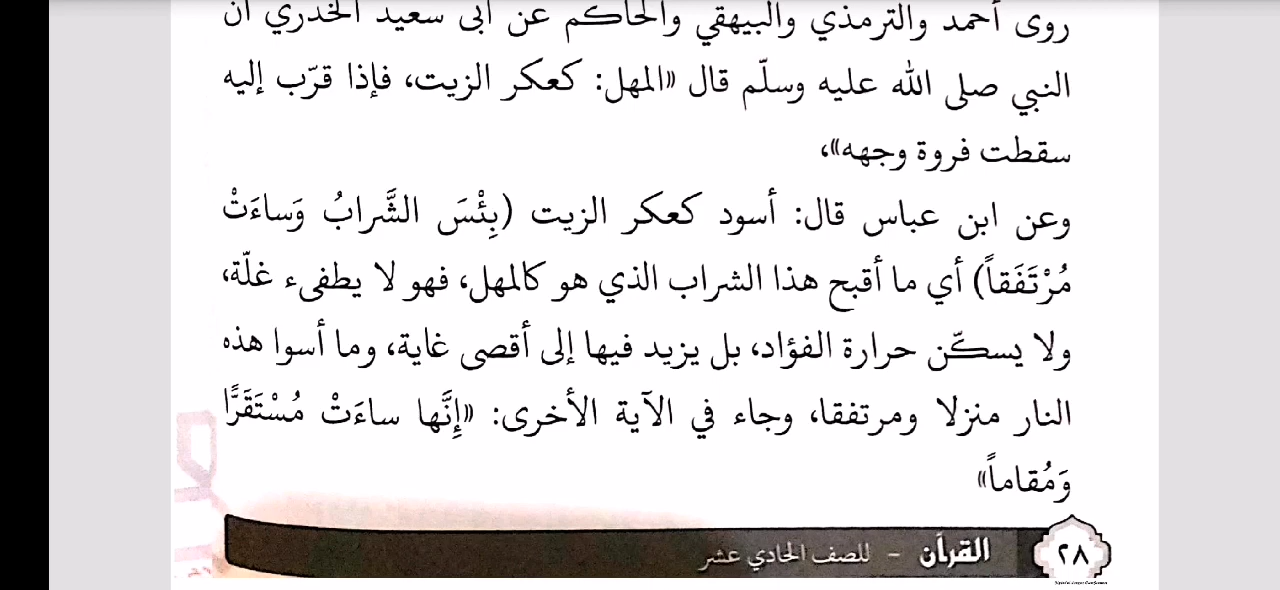 روى أحمد والترمذي والبيهقي والحاكم عن أبى سعيد الخدري أن
النبي صلى الله عليه وسلّم قال «المهل: كعكر الزيت، فإذا قرّب إليه
سقطت فروة وجهه»،
وعن ابن عباس قال: أسود كعكر الزيت (بِئْسَ الشَّرابُ وَساءَتْ
مُرْتَفَقاً) أي ما أقبح هذا الشراب الذي هو كالمهل، فهو لا يطفىء غلّة،
ولا يسكّن حرارة الفؤاد، بل يزيد فيها إلى أقصى غاية، وما أسوا هذه
النار منزلا ومرتفقا، وجاء في الآية الأخرى: «إِنَّها ساءَتْ مُسْتَقَرًّا
وَمُقاماً»
٢٨ القرآن - للصف الحادي عشر